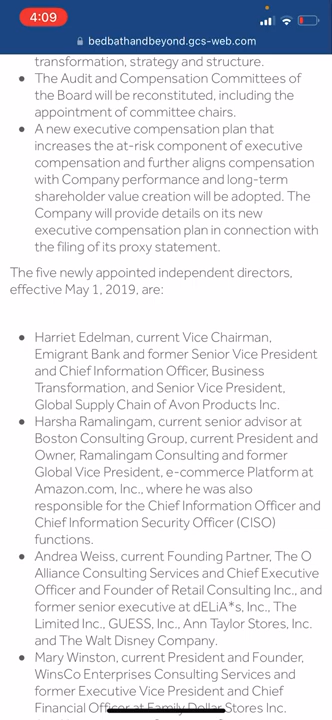 4:09
bedbathandbeyond.gcs-web.com
transformation, strategy and structure.
• The Audit and Compensation Committees of
the Board will be reconstituted, including the
appointment of committee chairs.
• A new executive compensation plan that
increases the at-risk component of executive
compensation and further aligns compensation
with Company performance and long-term
shareholder value creation will be adopted. The
Company will provide details on its new
executive compensation plan in connection with
the filing of its proxy statement.
The five newly appointed independent directors,
effective May 1, 2019, are:
• Harriet Edelman, current Vice Chairman,
Emigrant Bank and former Senior Vice President
and Chief Information Officer, Business
Transformation, and Senior Vice President,
Global Supply Chain of Avon Products Inc.
• Harsha Ramalingam, current senior advisor at
Boston Consulting Group, current President and
Owner, Ramalingam Consulting and former
Global Vice President, e-commerce Platform at
Amazon.com, Inc., where he was also
responsible for the Chief Information Officer and
Chief Information Security Officer (CISO)
functions.
• Andrea Weiss, current Founding Partner, The O
Alliance Consulting Services and Chief Executive
Officer and Founder of Retail Consulting Inc., and
former senior executive at dELiA*s, Inc., The
Limited Inc., GUESS, Inc., Ann Taylor Stores, Inc.
and The Walt Disney Company.
• Mary Winston, current President and Founder,
WinsCo Enterprises Consulting Services and
former Executive Vice President and Chief
Financial Officer at Family Dollar Stores Inc.